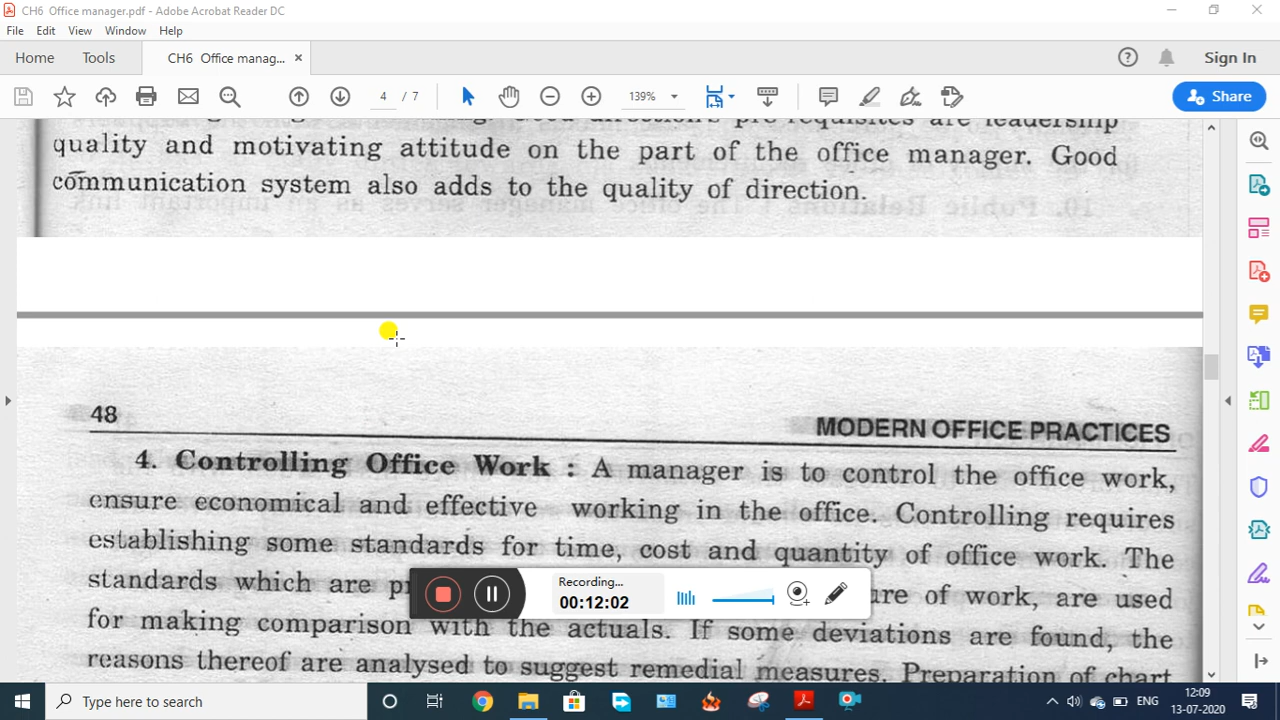 CH6 Office manager.pdf - Adobe Acrobat Reader DC
File Edit View Window Help
Home Tools CH6 Office manag... × Sign In
4 / 7 139% Share
quality and motivating attitude on the part of the office manager. Good
communication system also adds to the quality of direction.
48 MODERN OFFICE PRACTICES
4. Controlling Office Work : A manager is to control the office work,
ensure economical and effective working in the office. Controlling requires
establishing some standards for time, cost and quantity of office work. The
standards which are of work, are used
for making comparison with the actuals. If some deviations are found, the
reasons thereof are analysed to suggest remedial measures. Preparation of chart
Recording...
00:12:02
Type here to search ENG 12:09
13-07-2020